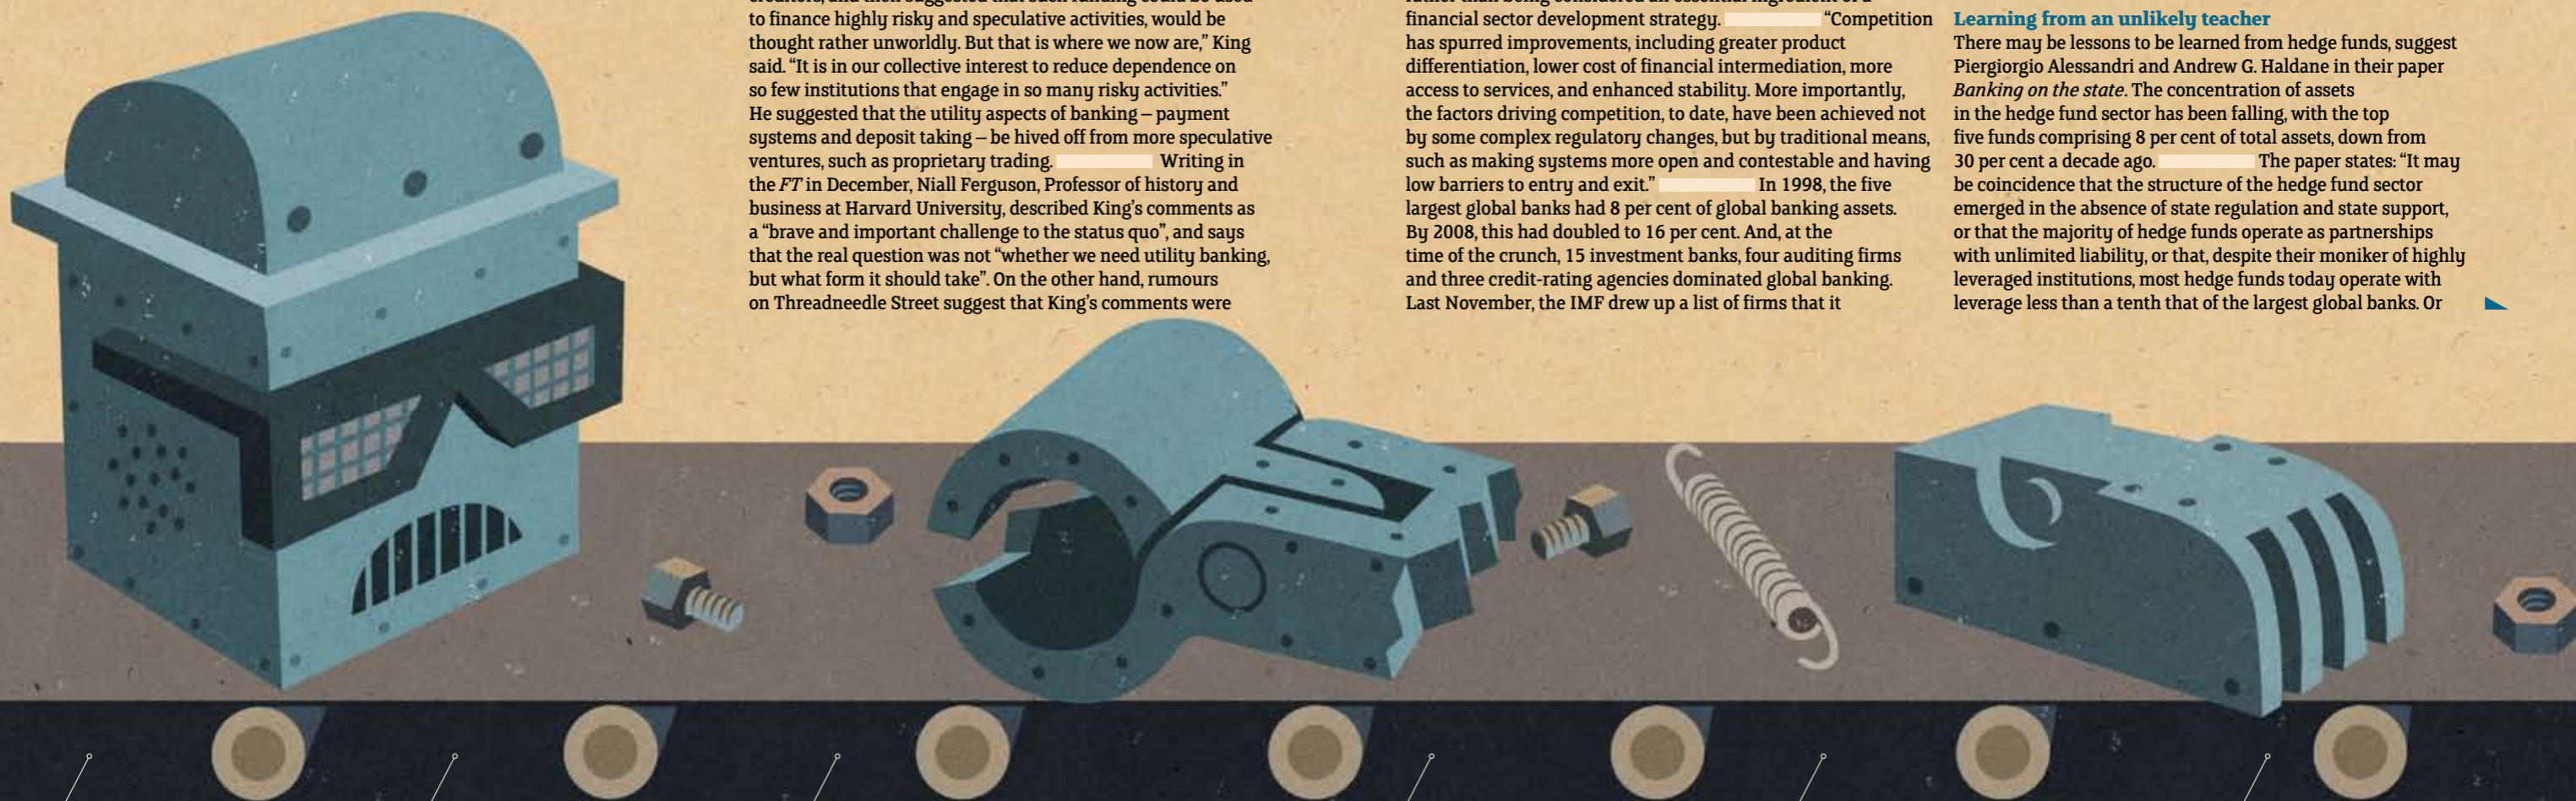 to finance highly risky and speculative activities, would be
thought rather unworldly. But that is where we now are,” King
said. “It is in our collective interest to reduce dependence on
so few institutions that engage in so many risky activities.”
He suggested that the utility aspects of banking – payment
systems and deposit taking – be hived off from more speculative
ventures, such as proprietary trading. Writing in
the FT in December, Niall Ferguson, Professor of history and
business at Harvard University, described King’s comments as
a “brave and important challenge to the status quo”, and says
that the real question was not “whether we need utility banking,
but what form it should take”. On the other hand, rumours
on Threadneedle Street suggest that King’s comments were
financial sector development strategy. “Competition
has spurred improvements, including greater product
differentiation, lower cost of financial intermediation, more
access to services, and enhanced stability. More importantly,
the factors driving competition, to date, have been achieved not
by some complex regulatory changes, but by traditional means,
such as making systems more open and contestable and having
low barriers to entry and exit.” In 1998, the five
largest global banks had 8 per cent of global banking assets.
By 2008, this had doubled to 16 per cent. And, at the
time of the crunch, 15 investment banks, four auditing firms
and three credit-rating agencies dominated global banking.
Last November, the IMF drew up a list of firms that it
Learning from an unlikely teacher
There may be lessons to be learned from hedge funds, suggest
Piergiorgio Alessandri and Andrew G. Haldane in their paper
Banking on the state. The concentration of assets
in the hedge fund sector has been falling, with the top
five funds comprising 8 per cent of total assets, down from
30 per cent a decade ago. The paper states: “It may
be coincidence that the structure of the hedge fund sector
emerged in the absence of state regulation and state support,
or that the majority of hedge funds operate as partnerships
with unlimited liability, or that, despite their moniker of highly
leveraged institutions, most hedge funds today operate with
leverage less than a tenth that of the largest global banks. Or